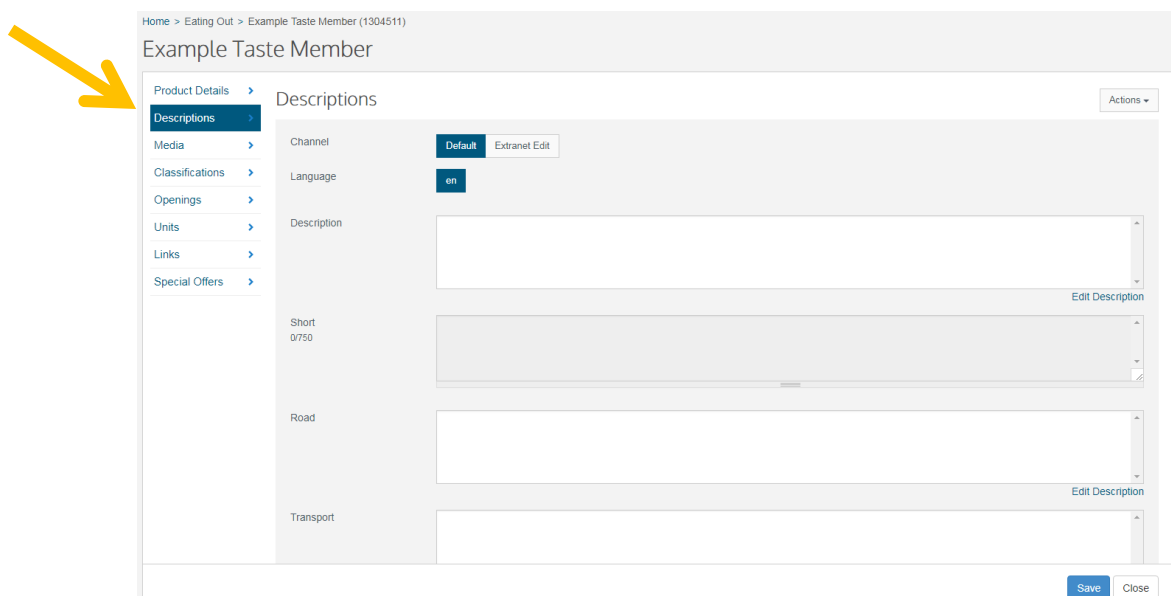 Home > Eating Out > Example Taste Member (1304511)
Example Taste Member
Product Details
Descriptions
Media
Classifications
Openings
Units
Links
Special Offers
Descriptions
Actions
Channel
Default Extranet Edit
Language
en
Description
Edit Description
Short
0/750
Road
Edit Description
Transport
Save Close